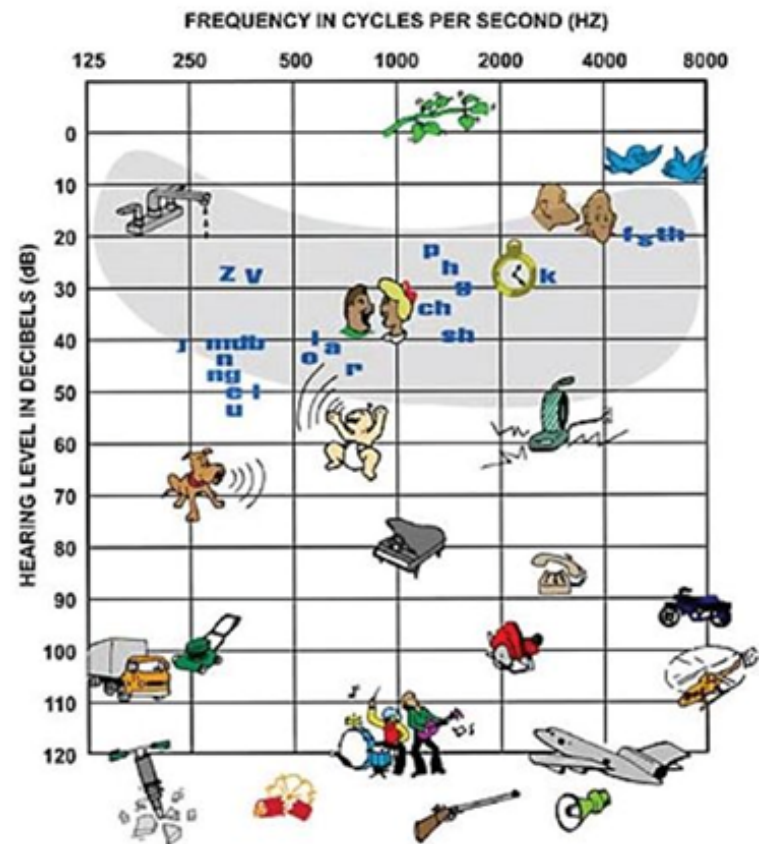 FREQUENCY IN CYCLES PER SECOND (HZ)
125 250 500 1000 2000 4000 8000
HEARING LEVEL IN DECIBELS (dB)
0
10
20
f s th
p
h
z v
g
k
30
ch
40
j mdb
i
a
sh
n
o
r
ng
50
e l
u
60
70
80
90
100
110
120